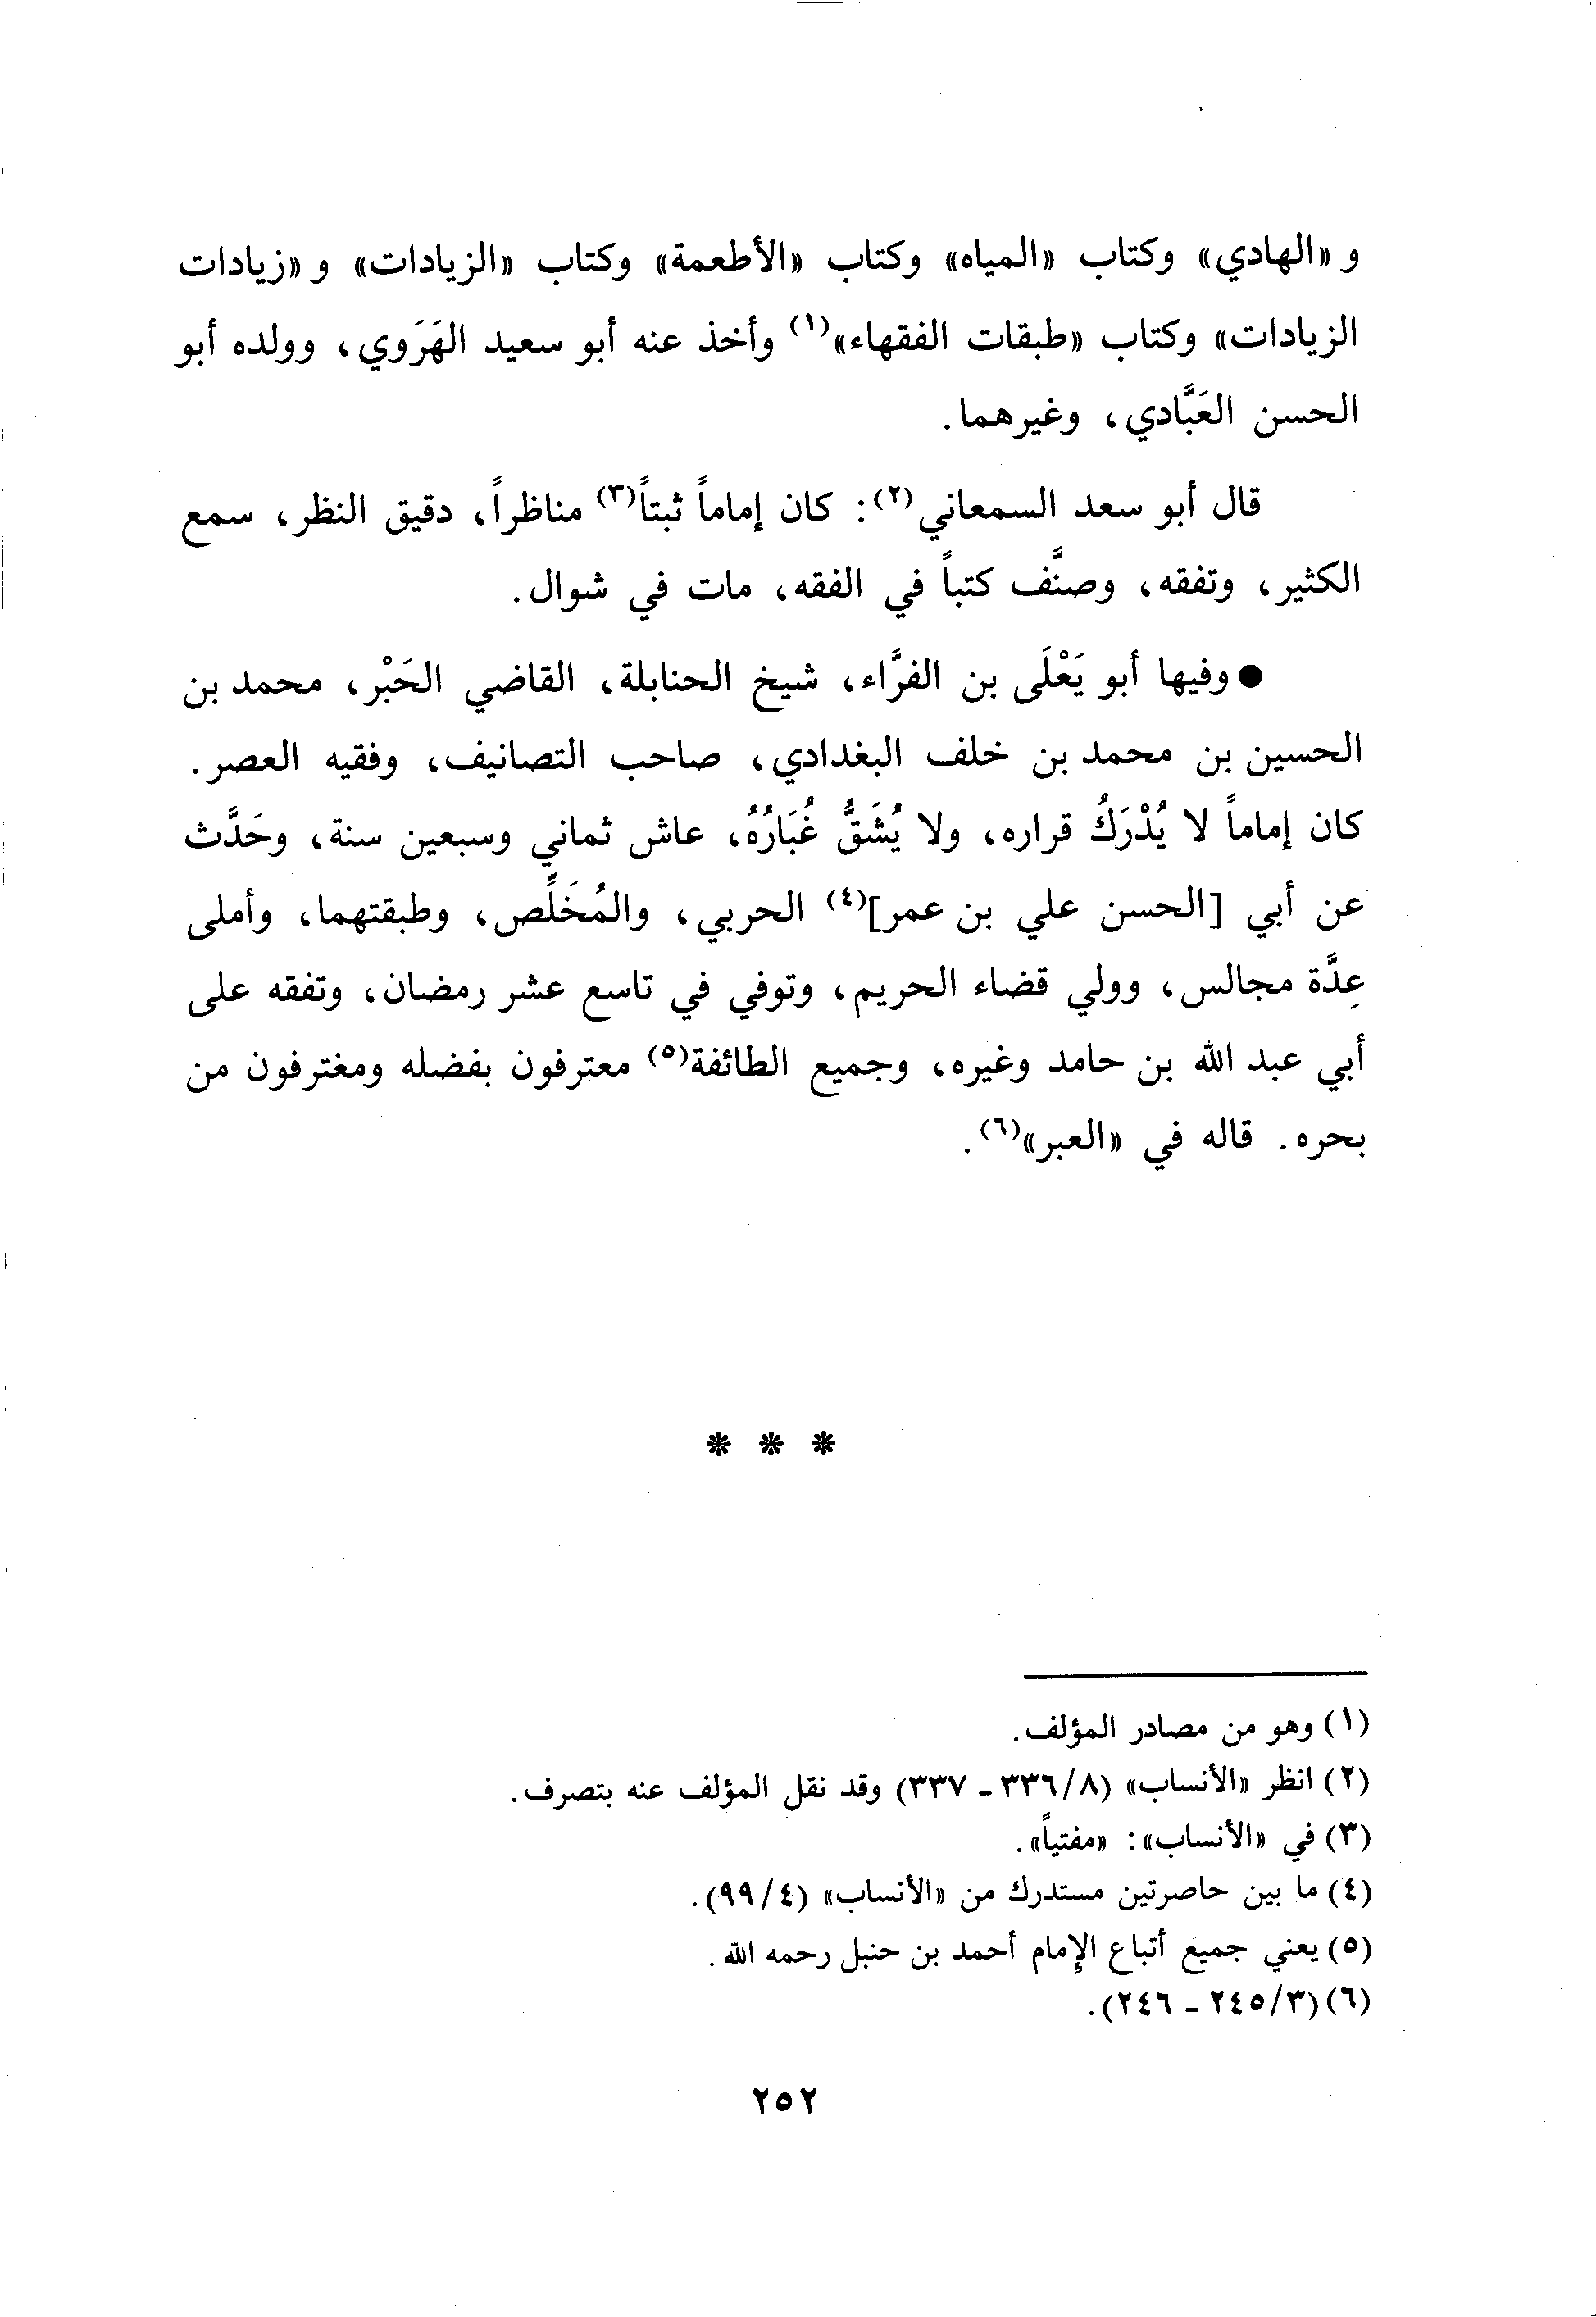 و «الهادي» وكتاب «المياه» وكتاب «الأطعمة» وكتاب «الزيادات» و «زيادات
الزيادات» وكتاب «طبقات الفقهاء»(١) وأخذ عنه أبو سعيد الهَرَوي، وولده أبو
الحسن العَبَّادي، وغيرهما.
قال أبو سعد السمعاني(٢): كان إماماً ثبتاً(٣) مناظراً، دقيق النظر، سمع
الكثير، وتفقه، وصنَّف كتباً في الفقه، مات في شوال.
● وفيها أبو يَعْلَى بن الفرَّاء، شيخ الحنابلة، القاضي الحَبْر، محمد بن
الحسين بن محمد بن خلف البغدادي، صاحب التصانيف، وفقيه العصر.
كان إماماً لا يُدْرَكُ قراره، ولا يُشَقُّ غُبَارُهُ، عاش ثماني وسبعين سنة، وحَدَّث
عن أبي [الحسن علي بن عمر](٤) الحربي، والمُخَلِّص، وطبقتهما، وأملى
عِدَّة مجالس، وولي قضاء الحريم، وتوفي في تاسع عشر رمضان، وتفقه على
أبي عبد الله بن حامد وغيره، وجميع الطائفة(٥) معترفون بفضله ومغترفون من
بحره. قاله في «العبر»(٦).
* * *
(١) وهو من مصادر المؤلف.
(٢) انظر «الأنساب» (٨/ ٣٣٦ - ٣٣٧) وقد نقل المؤلف عنه بتصرف.
(٣) في «الأنساب»: «مفتياً».
(٤) ما بين حاصرتين مستدرك من «الأنساب» (٤/ ٩٩).
(٥) يعني جميع أتباع الإمام أحمد بن حنبل رحمه الله.
(٦) (٣/ ٢٤٥ - ٢٤٦).
٢٥٢